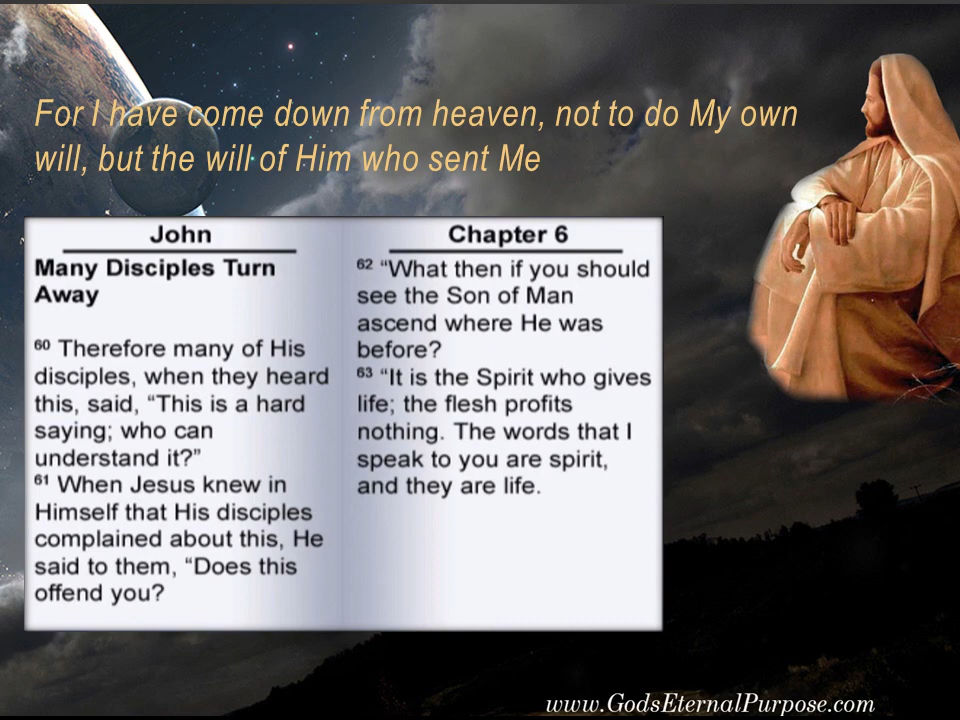 For I have come down from heaven, not to do My own
will, but the will of Him who sent Me
John
Many Disciples Turn
Away
60 Therefore many of His
disciples, when they heard
this, said, “This is a hard
saying; who can
understand it?”
61 When Jesus knew in
Himself that His disciples
complained about this, He
said to them, “Does this
offend you?
Chapter 6
62 “What then if you should
see the Son of Man
ascend where He was
before?
63 “It is the Spirit who gives
life; the flesh profits
nothing. The words that I
speak to you are spirit,
and they are life.
www.GodsEternalPurpose.com